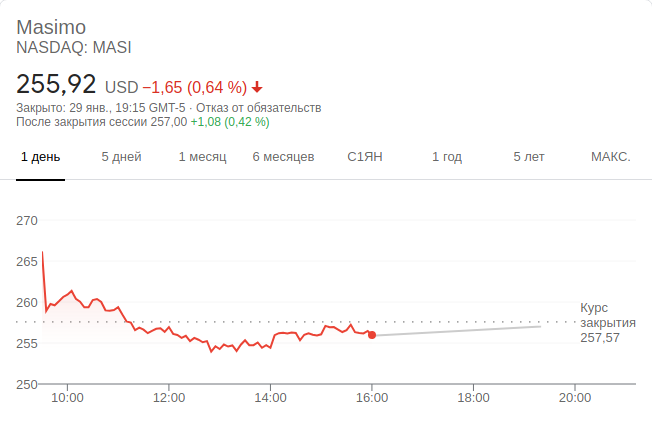 Masimo
NASDAQ: MASI
255,92 USD −1,65 (0,64 %)
Закрыто: 29 янв., 19:15 GMT-5 · Отказ от обязательств
После закрытия сессии 257,00 +1,08 (0,42 %)
1 день 5 дней 1 месяц 6 месяцев С1ЯН 1 год 5 лет МАКС.
270
265
260
255
250
Курс
закрытия
257,57
10:00 12:00 14:00 16:00 18:00 20:00